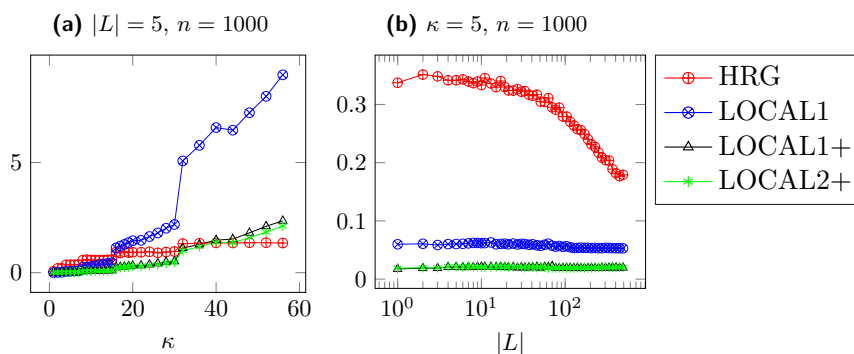 (a) |L| = 5, n = 1000
(b) κ = 5, n = 1000
5
0
0
20
40
60
κ
0.3
0.2
0.1
0
10^0
10^1
10^2
|L|
HRG
LOCAL1
LOCAL1+
LOCAL2+